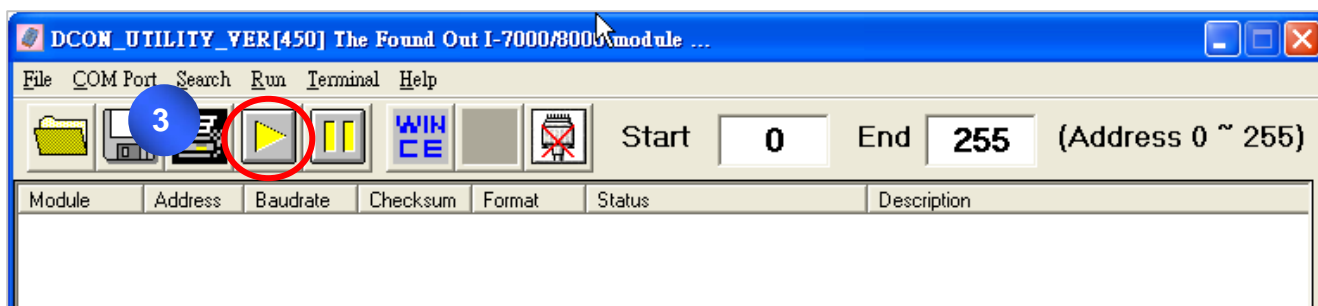 DCON_UTILITY_VER[450] The Found Out I-7000/8000 module ...
File COM Port Search Run Terminal Help
3 WIN CE Start 0 End 255 (Address 0 ~ 255)
Module Address Baudrate Checksum Format Status Description